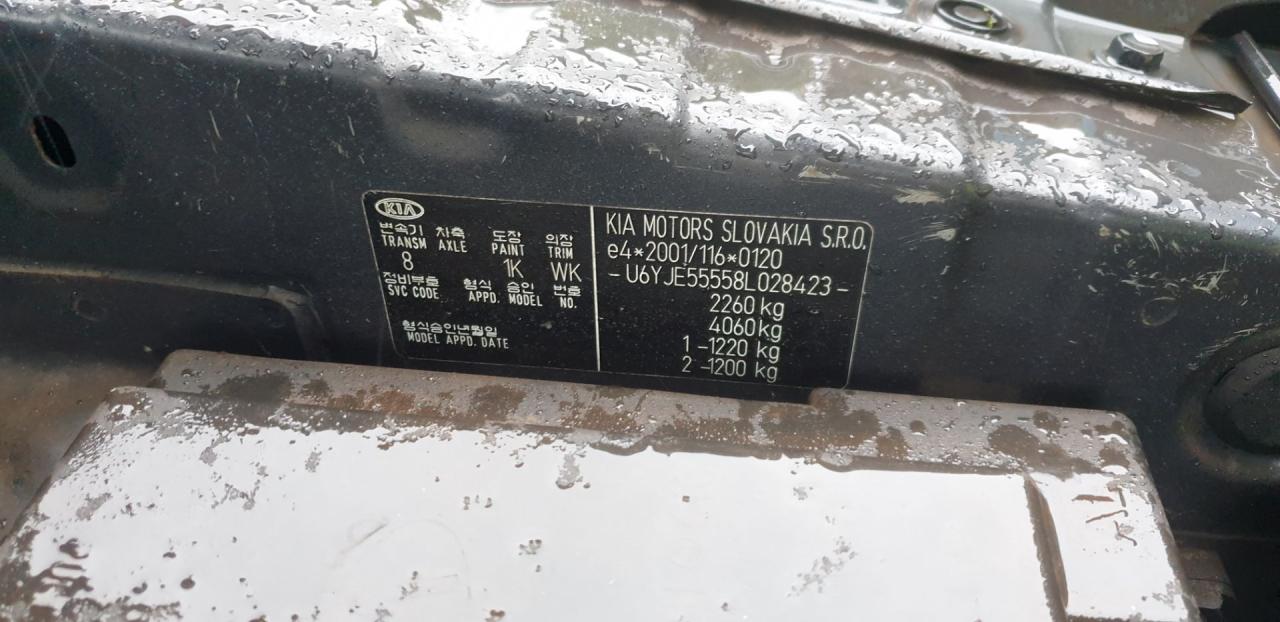 KIA
변속기 차축 도장 의장
TRANSM AXLE PAINT TRIM
8 1K WK
정비부호 형식 승인 번호
SVC CODE. APPD. MODEL NO.
형식승인년월일
MODEL APPD. DATE
KIA MOTORS SLOVAKIA S.R.O.
e4*2001/116*0120
-U6YJE55558L028423-
2260 kg
4060 kg
1 -1220 kg
2 -1200 kg